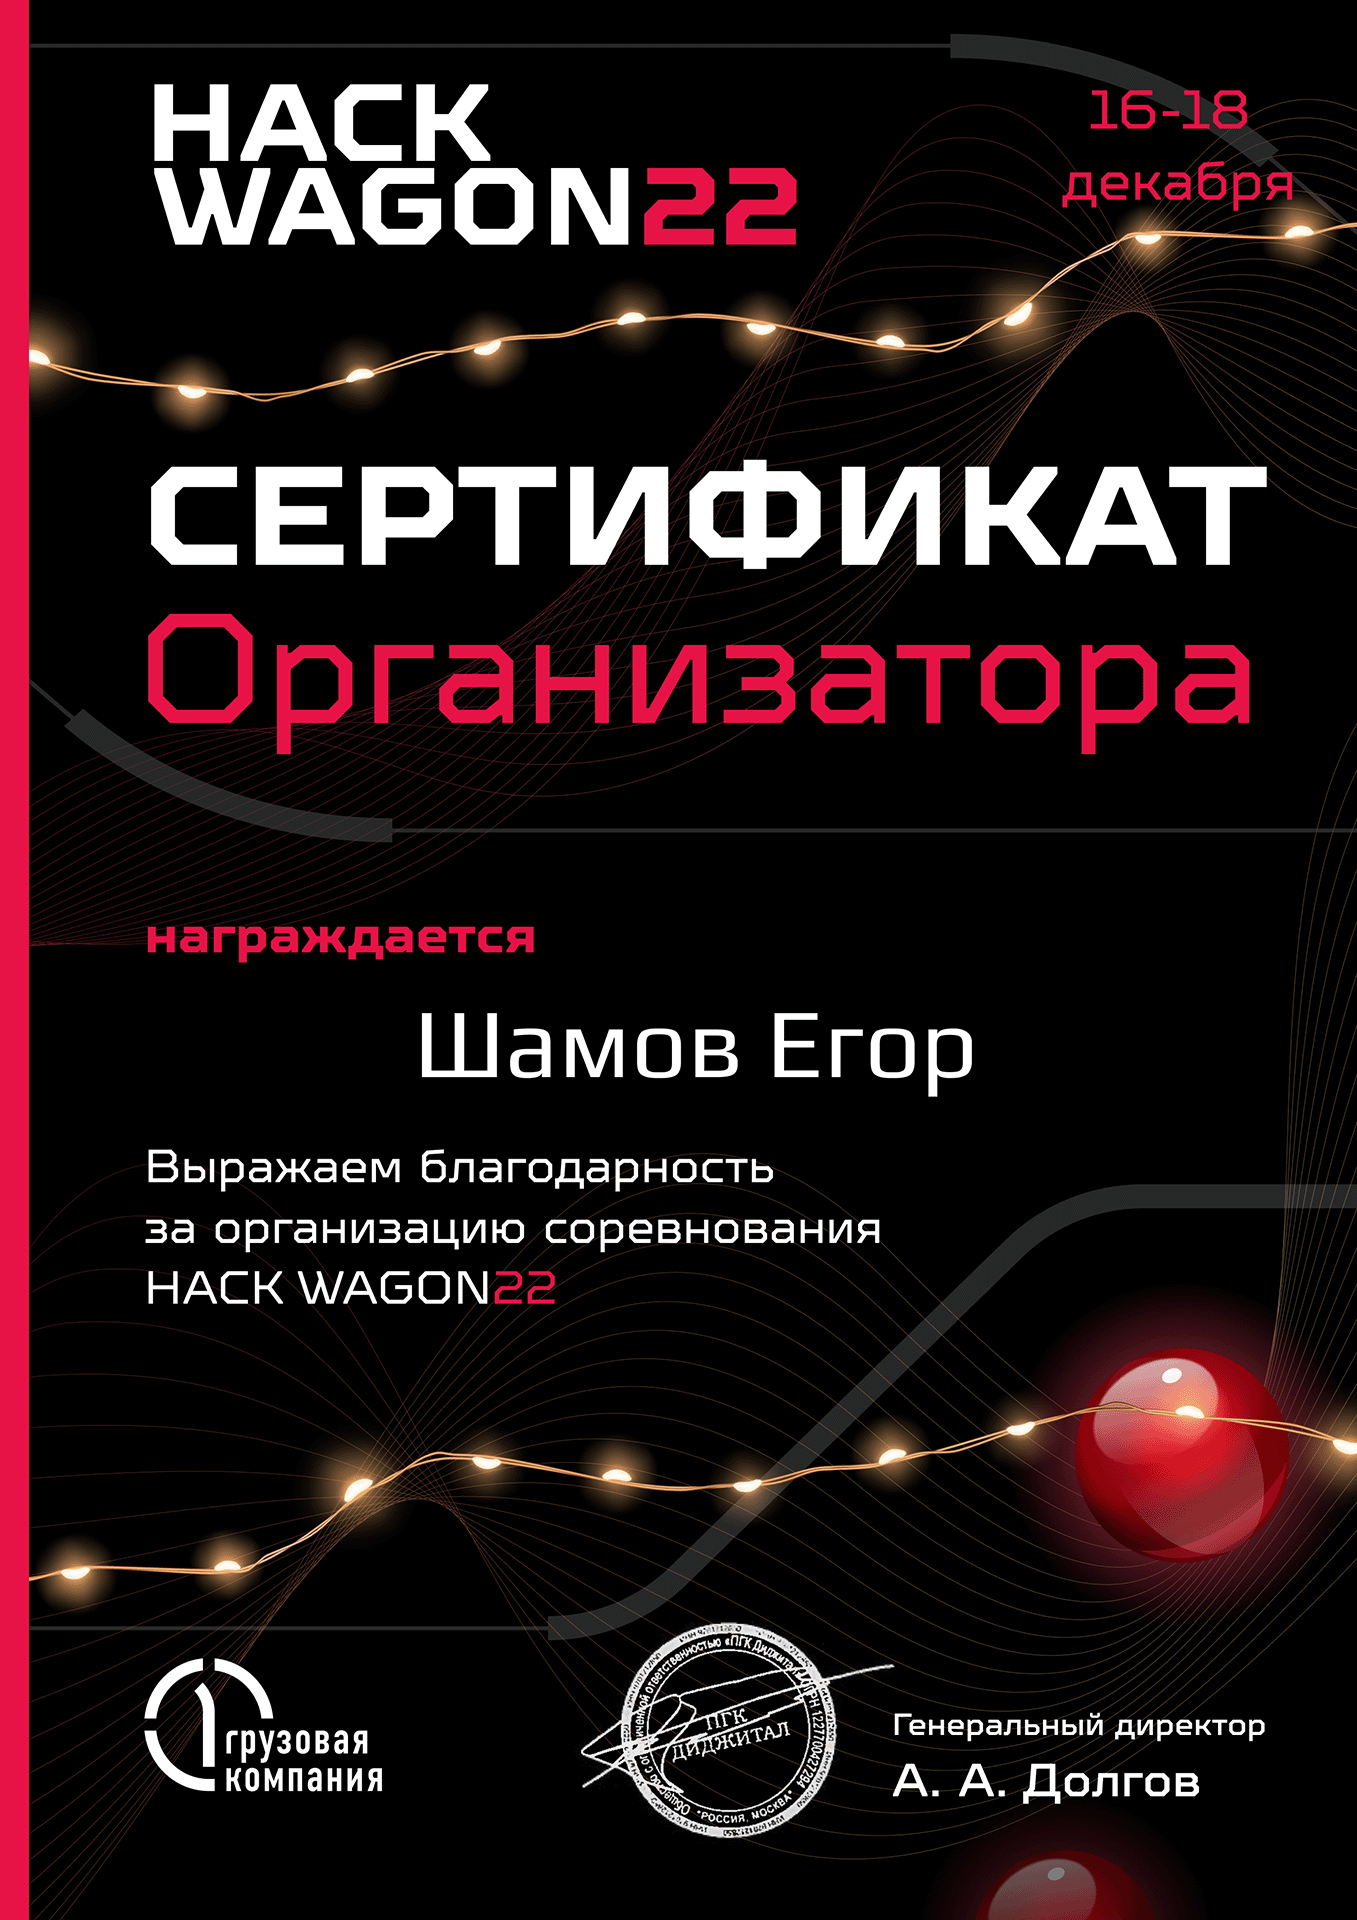 HACK
WAGON22
16-18
декабря
СЕРТИФИКАТ
Организатора
награждается
Шамов Егор
Выражаем благодарность
за организацию соревнования
HACK WAGON22
грузовая
компания
ПГК
ДИДЖИТАЛ
"РОССИЯ, МОСКВА"
Генеральный директор
А. А. Долгов